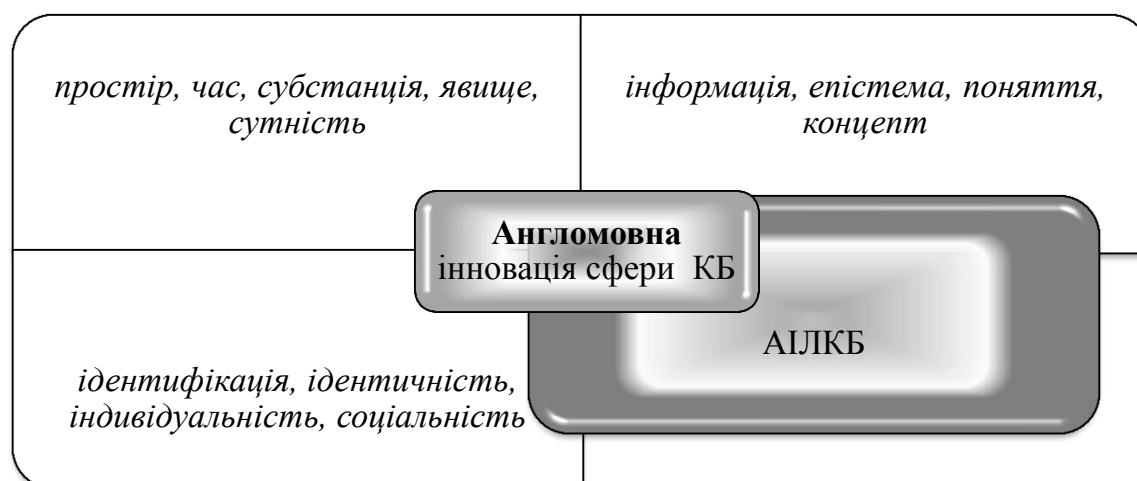 простір, час, субстанція, явище,
сутність
інформація, епістема, поняття,
концепт
Англомовна
інновація сфери КБ
АІЛКБ
ідентифікація, ідентичність,
індивідуальність, соціальність